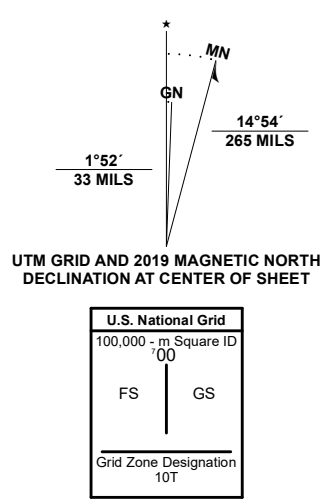 ★
MN
GN
14°54´
265 MILS
1°52´
33 MILS
UTM GRID AND 2019 MAGNETIC NORTH
DECLINATION AT CENTER OF SHEET
U.S. National Grid
100,000 - m Square ID
⁷00
FS GS
Grid Zone Designation
10T